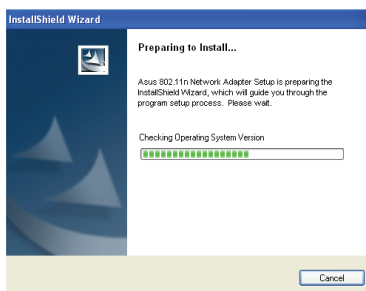 InstallShield Wizard
Preparing to Install...
Asus 802.11n Network Adapter Setup is preparing the
InstallShield Wizard, which will guide you through the
program setup process. Please wait.
Checking Operating System Version
Cancel